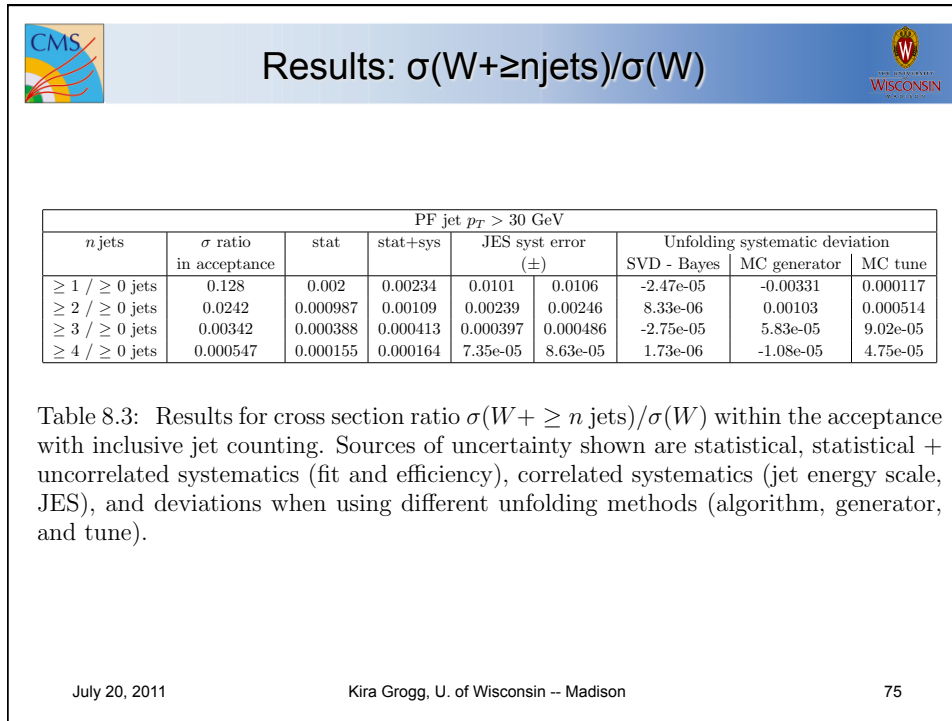 CMS
Results: σ(W+≥njets)/σ(W)
THE UNIVERSITY
WISCONSIN
MADISON
PF jet pT > 30 GeV
n jets σ ratio stat stat+sys JES syst error Unfolding systematic deviation
in acceptance (±) SVD - Bayes MC generator MC tune
≥ 1 / ≥ 0 jets 0.128 0.002 0.00234 0.0101 0.0106 -2.47e-05 -0.00331 0.000117
≥ 2 / ≥ 0 jets 0.0242 0.000987 0.00109 0.00239 0.00246 8.33e-06 0.00103 0.000514
≥ 3 / ≥ 0 jets 0.00342 0.000388 0.000413 0.000397 0.000486 -2.75e-05 5.83e-05 9.02e-05
≥ 4 / ≥ 0 jets 0.000547 0.000155 0.000164 7.35e-05 8.63e-05 1.73e-06 -1.08e-05 4.75e-05
Table 8.3: Results for cross section ratio σ(W+ ≥ n jets)/σ(W) within the acceptance
with inclusive jet counting. Sources of uncertainty shown are statistical, statistical +
uncorrelated systematics (fit and efficiency), correlated systematics (jet energy scale,
JES), and deviations when using different unfolding methods (algorithm, generator,
and tune).
July 20, 2011 Kira Grogg, U. of Wisconsin -- Madison 75